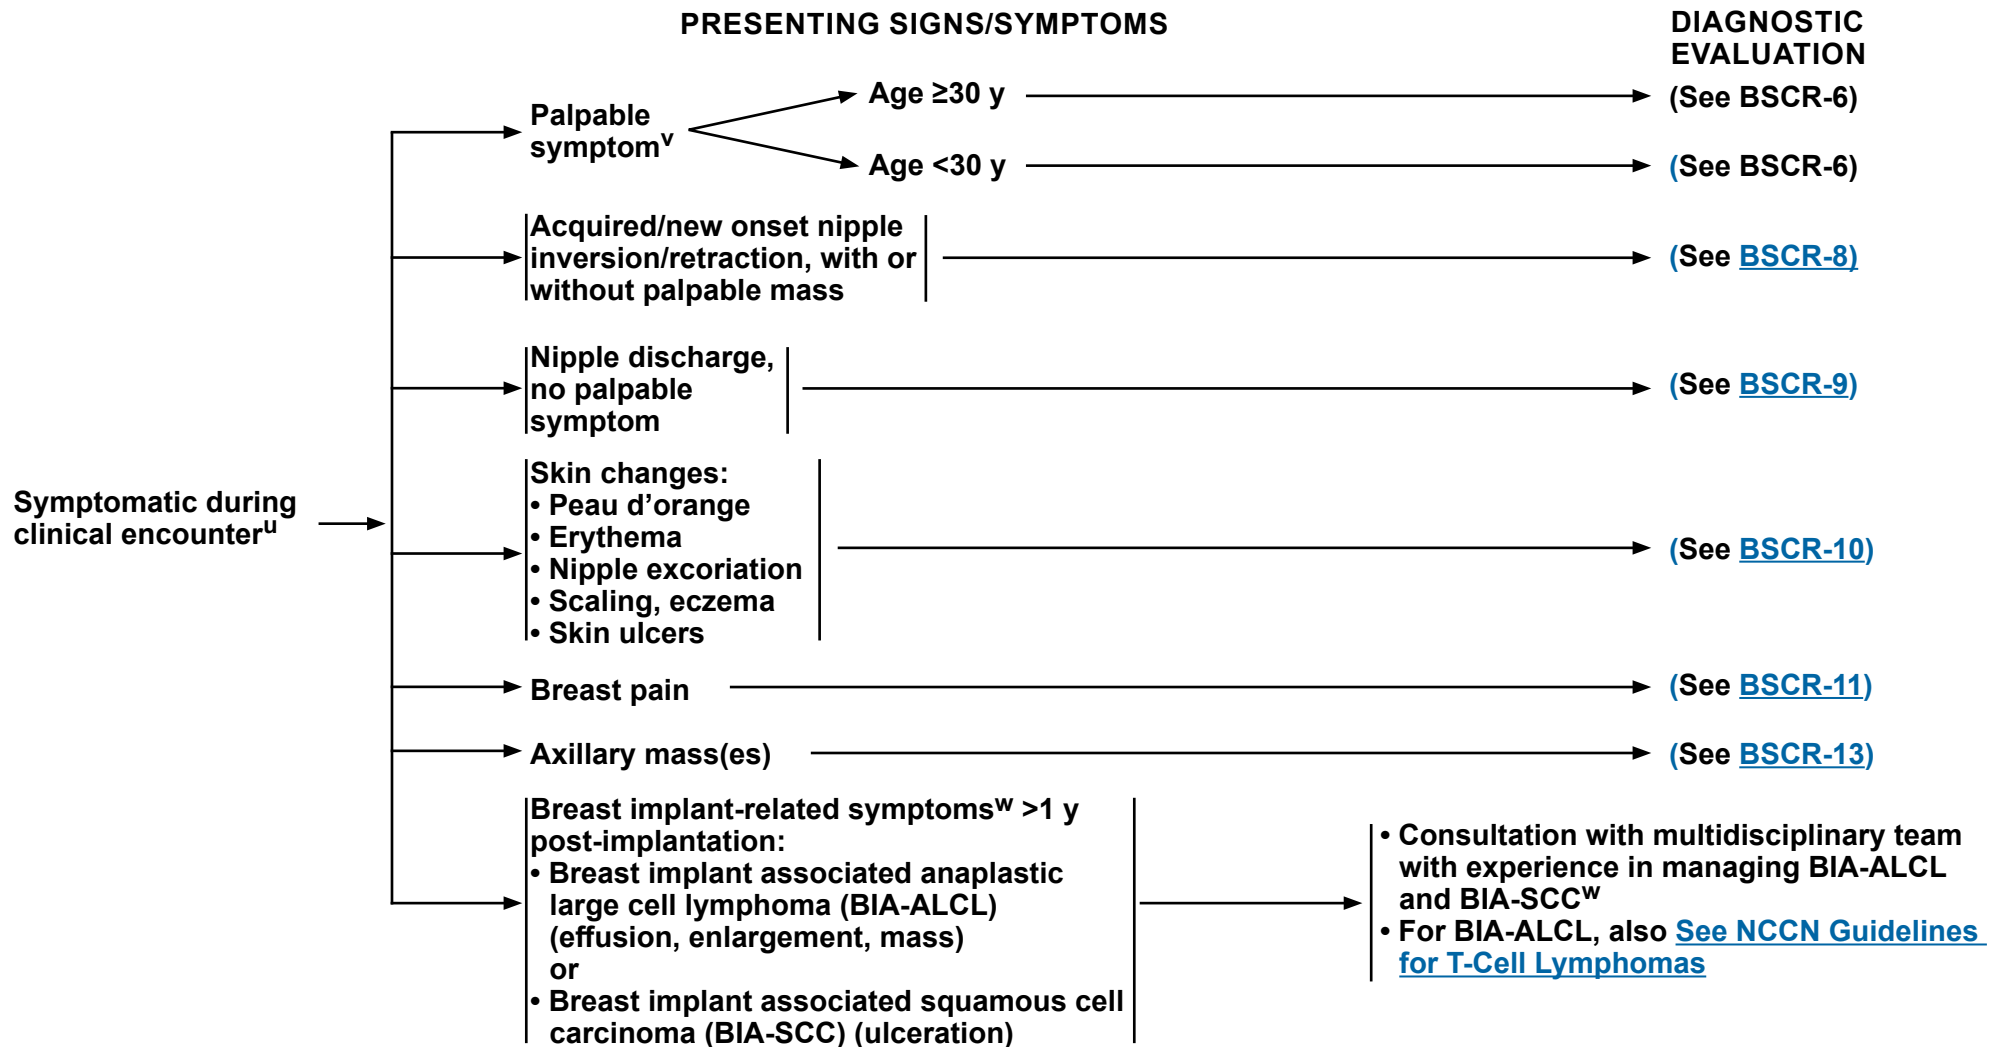 PRESENTING SIGNS/SYMPTOMS
DIAGNOSTIC
EVALUATION
Palpable
symptomᵛ
Age ≥30 y
(See BSCR-6)
Age <30 y
(See BSCR-6)
Acquired/new onset nipple
inversion/retraction, with or
without palpable mass
(See BSCR-8)
Nipple discharge,
no palpable
symptom
(See BSCR-9)
Symptomatic during
clinical encounterᵘ
Skin changes:
• Peau d’orange
• Erythema
• Nipple excoriation
• Scaling, eczema
• Skin ulcers
(See BSCR-10)
Breast pain
(See BSCR-11)
Axillary mass(es)
(See BSCR-13)
Breast implant-related symptomsʷ >1 y
post-implantation:
• Breast implant associated anaplastic
large cell lymphoma (BIA-ALCL)
(effusion, enlargement, mass)
or
• Breast implant associated squamous cell
carcinoma (BIA-SCC) (ulceration)
• Consultation with multidisciplinary team
with experience in managing BIA-ALCL
and BIA-SCCʷ
• For BIA-ALCL, also See NCCN Guidelines
for T-Cell Lymphomas